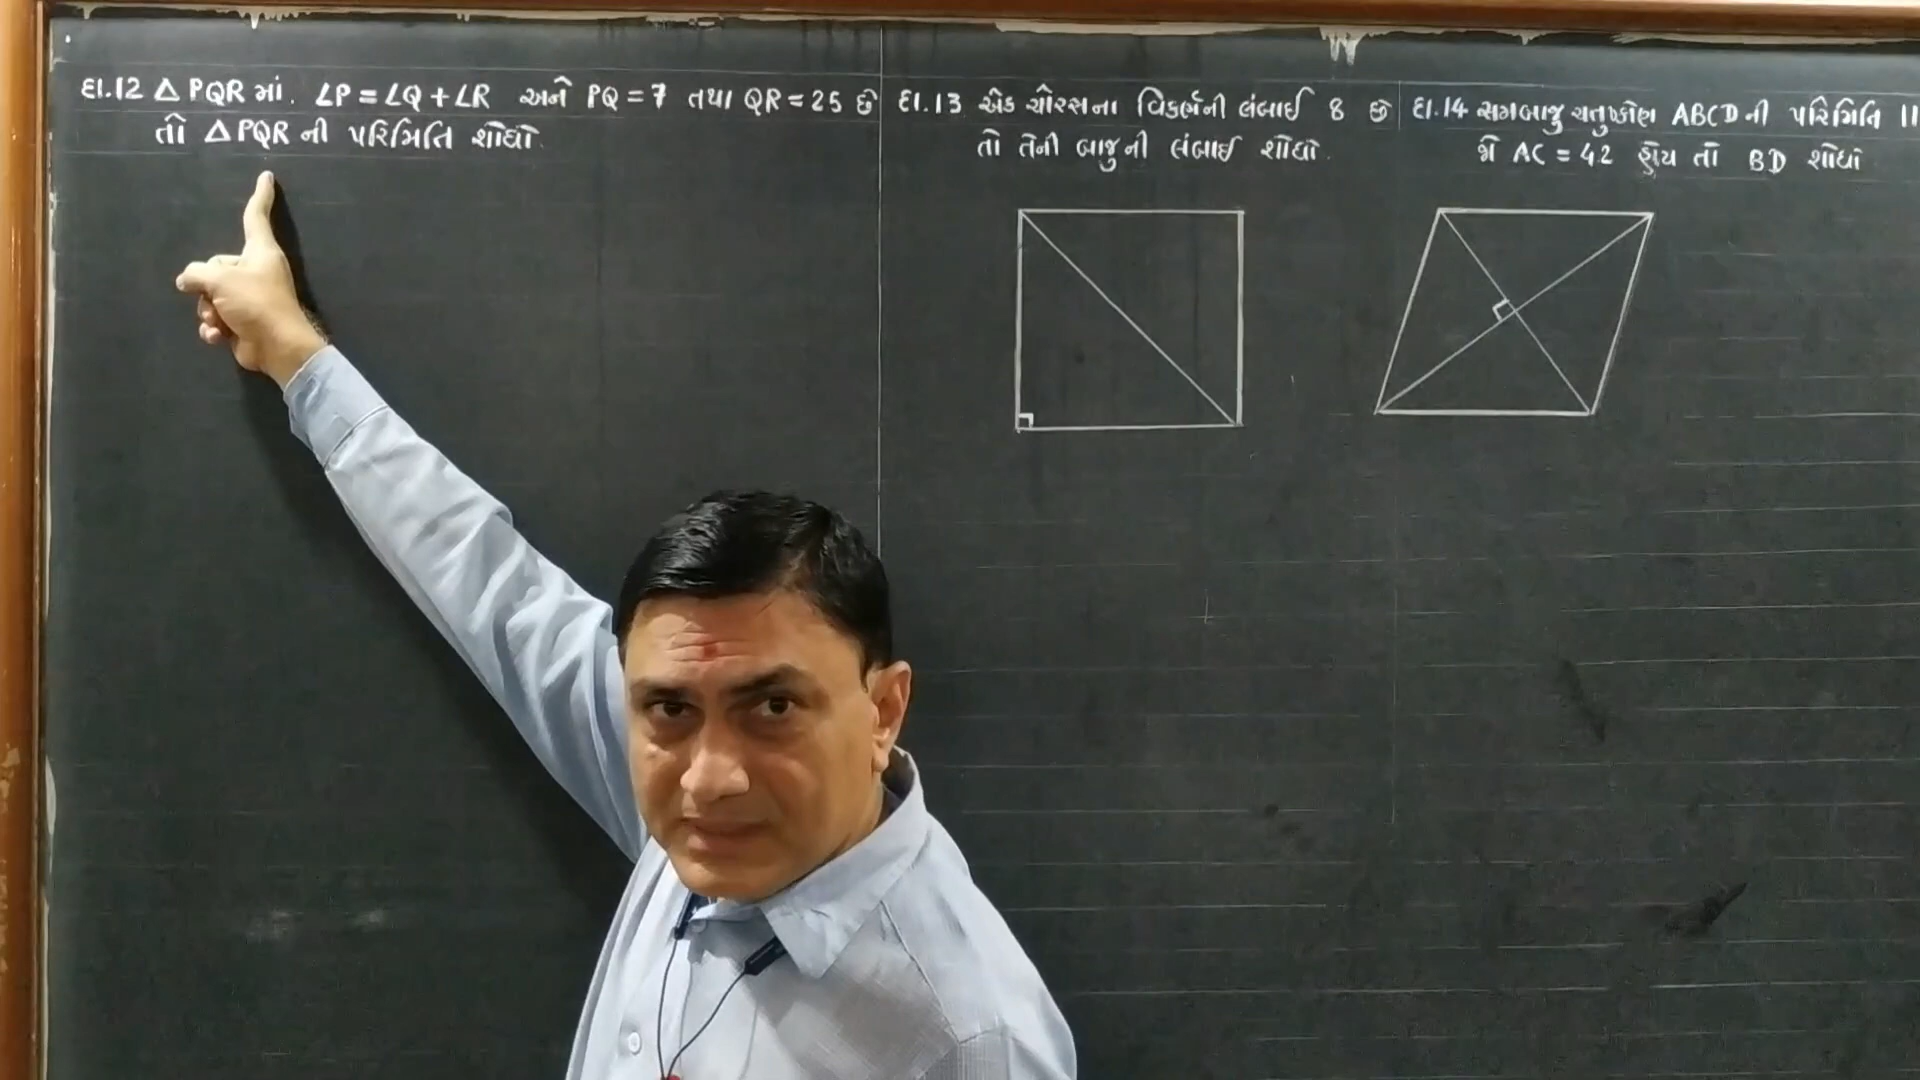 દા.12 △ PQR માં. ∠P = ∠Q + ∠R અને PQ = 7 તથા QR = 25 છે
તો △ PQR ની પરિમિતિ શોધો.
દા.13 એક ચોરસના વિકર્ણની લંબાઈ 8 છે
તો તેની બાજુની લંબાઈ શોધો.
દા.14 સમબાજુ ચતુષ્કોણ ABCD ની પરિમિતિ 11
જો AC = 42 હોય તો BD શોધો